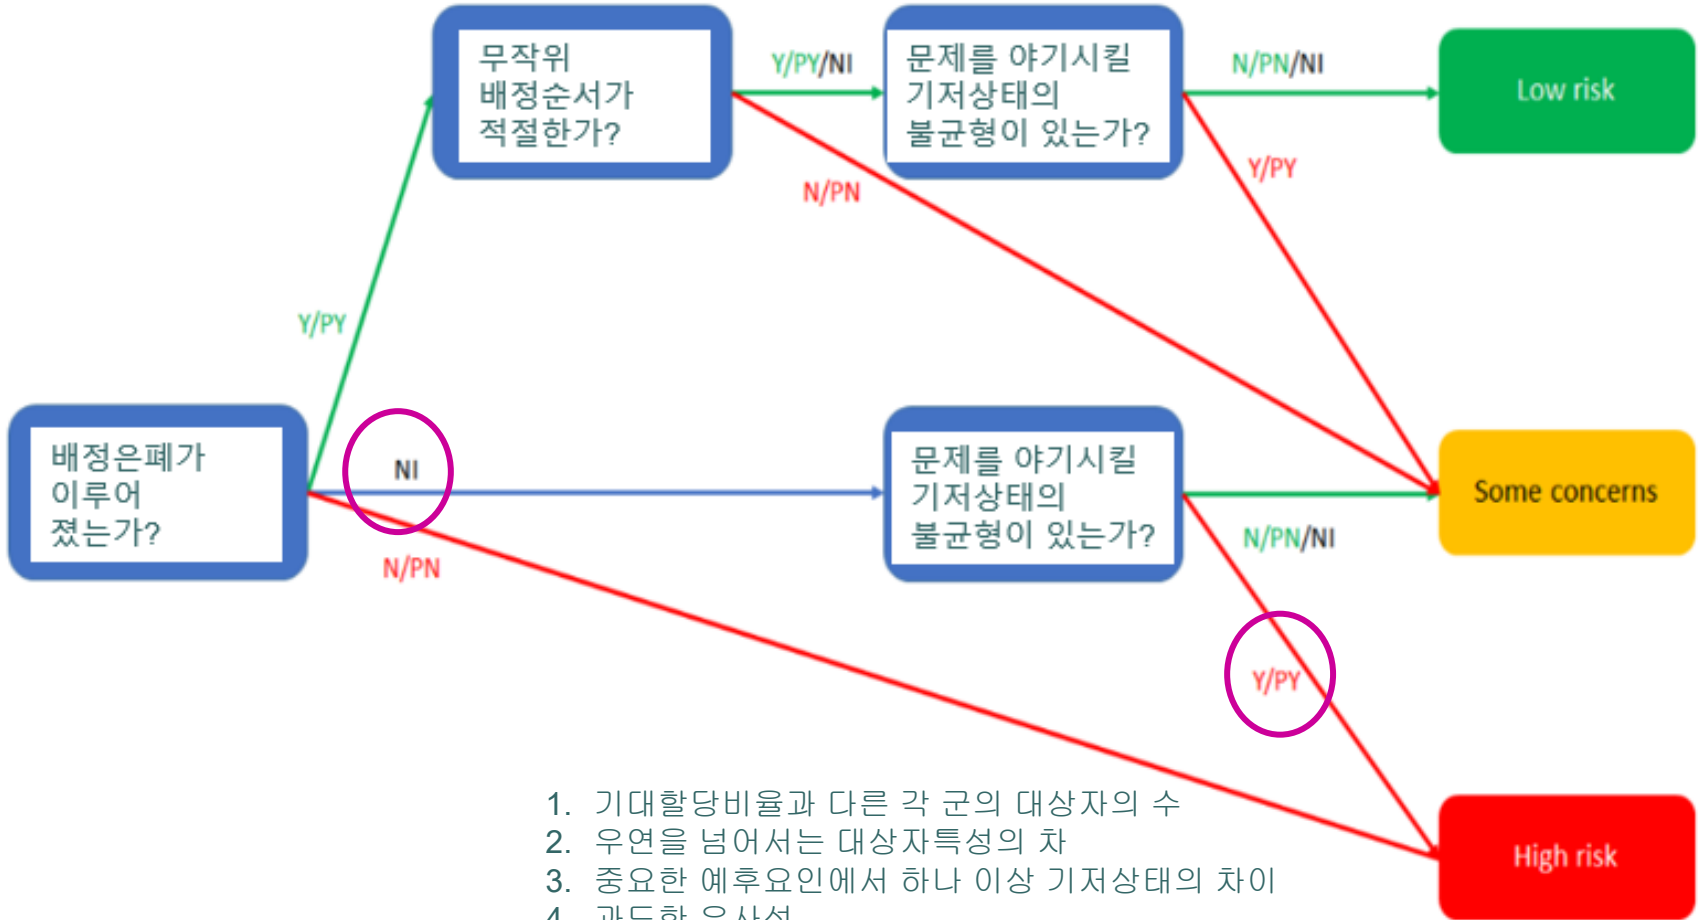 무작위
배정순서가
적절한가?
Y/PY/NI
문제를 야기시킬
기저상태의
불균형이 있는가?
N/PN/NI
Low risk
N/PN
Y/PY
Y/PY
배정은폐가
이루어
졌는가?
NI
N/PN
문제를 야기시킬
기저상태의
불균형이 있는가?
N/PN/NI
Some concerns
Y/PY
1. 기대할당비율과 다른 각 군의 대상자의 수
2. 우연을 넘어서는 대상자특성의 차
3. 중요한 예후요인에서 하나 이상 기저상태의 차이
4. 과도한 유사성
High risk